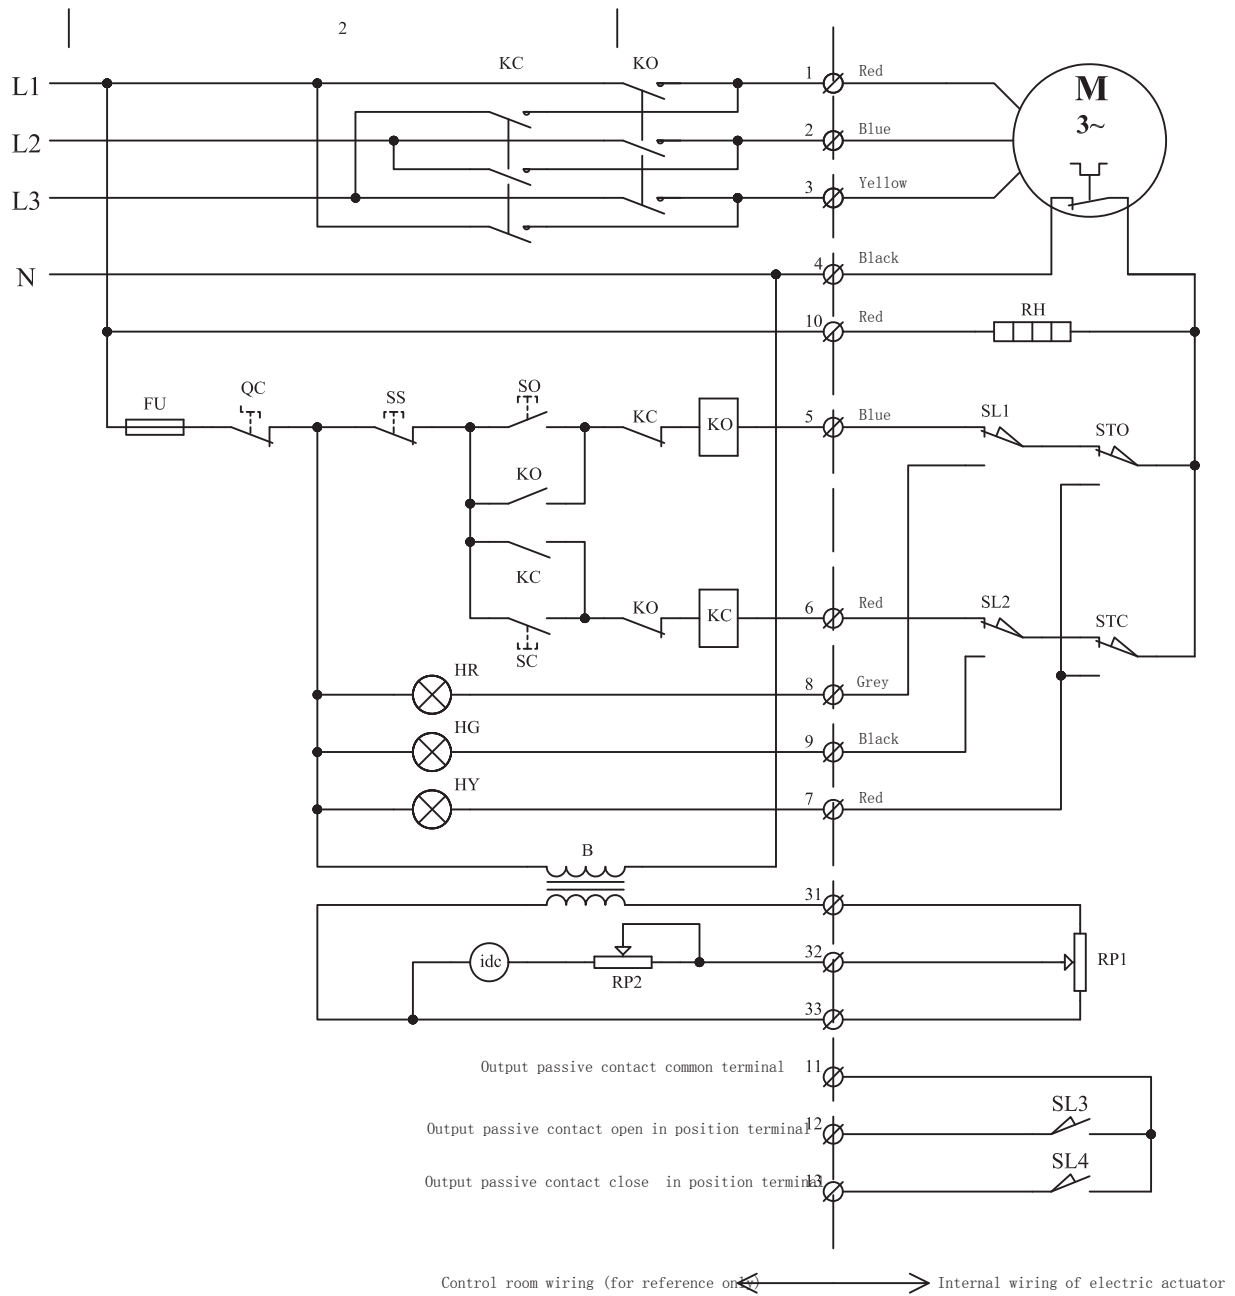 2
KC KO
L1 1 Red
M
3~
L2 2 Blue
L3 3 Yellow
N 4 Black
10 Red RH
FU QC SS SO KC KO 5 Blue SL1 STO
KO
KC
SC KO KC 6 Red SL2 STC
HR 8 Grey
HG 9 Black
HY 7 Red
B
31
idc RP2 32 RP1
33
Output passive contact common terminal 11
Output passive contact open in position terminal 12 SL3
Output passive contact close in position terminal 13 SL4
Control room wiring (for reference only) Internal wiring of electric actuator